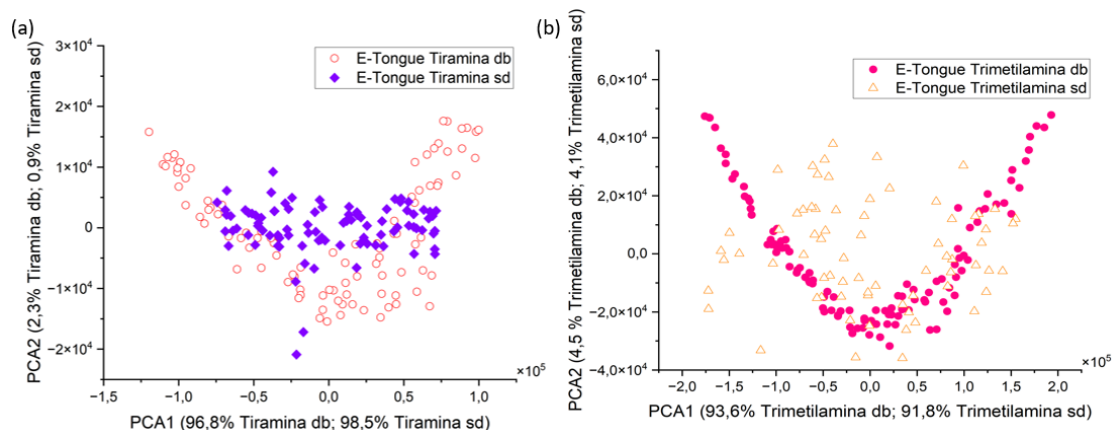 (a)
3×10⁴
2×10⁴
1×10⁴
0
−1×10⁴
−2×10⁴
PCA2 (2,3% Tiramina db; 0,9% Tiramina sd)
E-Tongue Tiramina db
E-Tongue Tiramina sd
×10⁵
−1,5
−1,0
−0,5
0,0
0,5
1,0
PCA1 (96,8% Tiramina db; 98,5% Tiramina sd)
(b)
6,0×10⁴
4,0×10⁴
2,0×10⁴
0,0
−2,0×10⁴
−4,0×10⁴
PCA2 (4,5 % Trimetilamina db; 4,1% Trimetilamina sd)
E-Tongue Trimetilamina db
E-Tongue Trimetilamina sd
×10⁵
−2,0
−1,5
−1,0
−0,5
0,0
0,5
1,0
1,5
2,0
PCA1 (93,6% Trimetilamina db; 91,8% Trimetilamina sd)